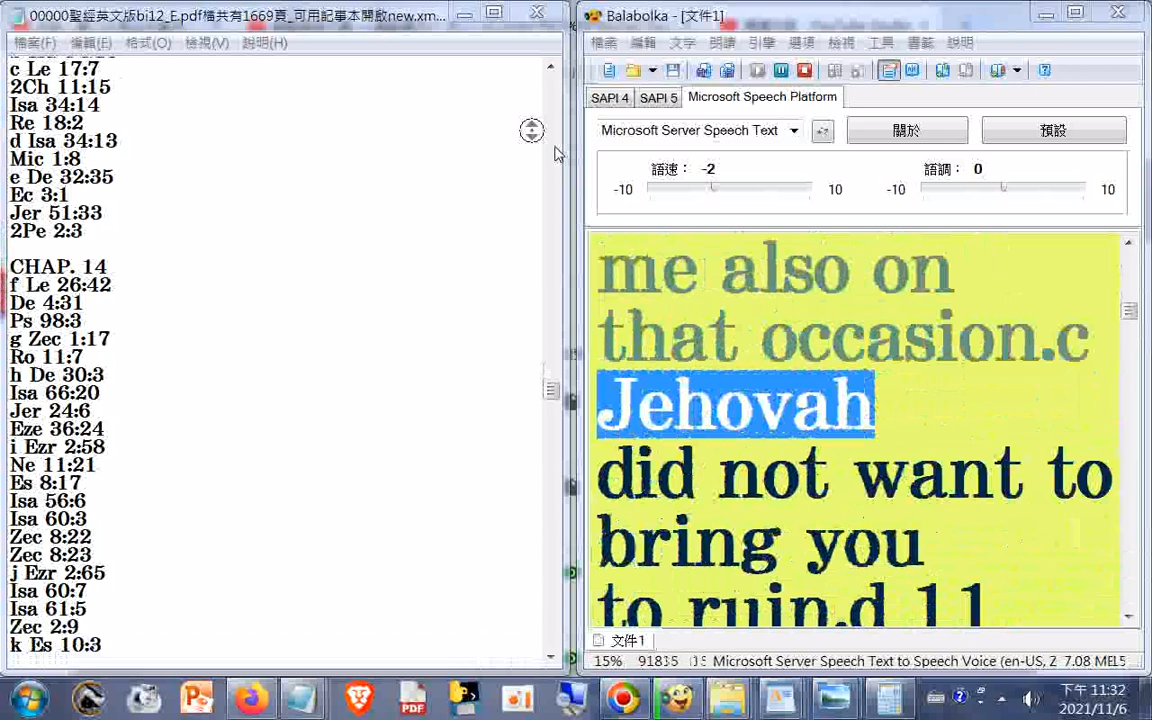 00000聖經英文版bi12_E.pdf檔共有1669頁_可用記事本開啟new.xm...
檔案(F) 編輯(E) 格式(O) 檢視(V) 說明(H)
c Le 17:7
2Ch 11:15
Isa 34:14
Re 18:2
d Isa 34:13
Mic 1:8
e De 32:35
Ec 3:1
Jer 51:33
2Pe 2:3
CHAP. 14
f Le 26:42
De 4:31
Ps 98:3
g Zec 1:17
Ro 11:7
h De 30:3
Isa 66:20
Jer 24:6
Eze 36:24
i Ezr 2:58
Ne 11:21
Es 8:17
Isa 56:6
Isa 60:3
Zec 8:22
Zec 8:23
j Ezr 2:65
Isa 60:7
Isa 61:5
Zec 2:9
k Es 10:3
Balabolka - [文件1]
檔案 編輯 文字 朗讀 引擎 選項 檢視 工具 書籤 說明
SAPI 4 SAPI 5 Microsoft Speech Platform
Microsoft Server Speech Text 關於 預設
語速： -2 語調： 0
-10 10 -10 10
me also on
that occasion.c
Jehovah
did not want to
bring you
to ruin.d 11
文件1
15% 91835 Microsoft Server Speech Text to Speech Voice (en-US, 7.08
下午 11:32
2021/11/6